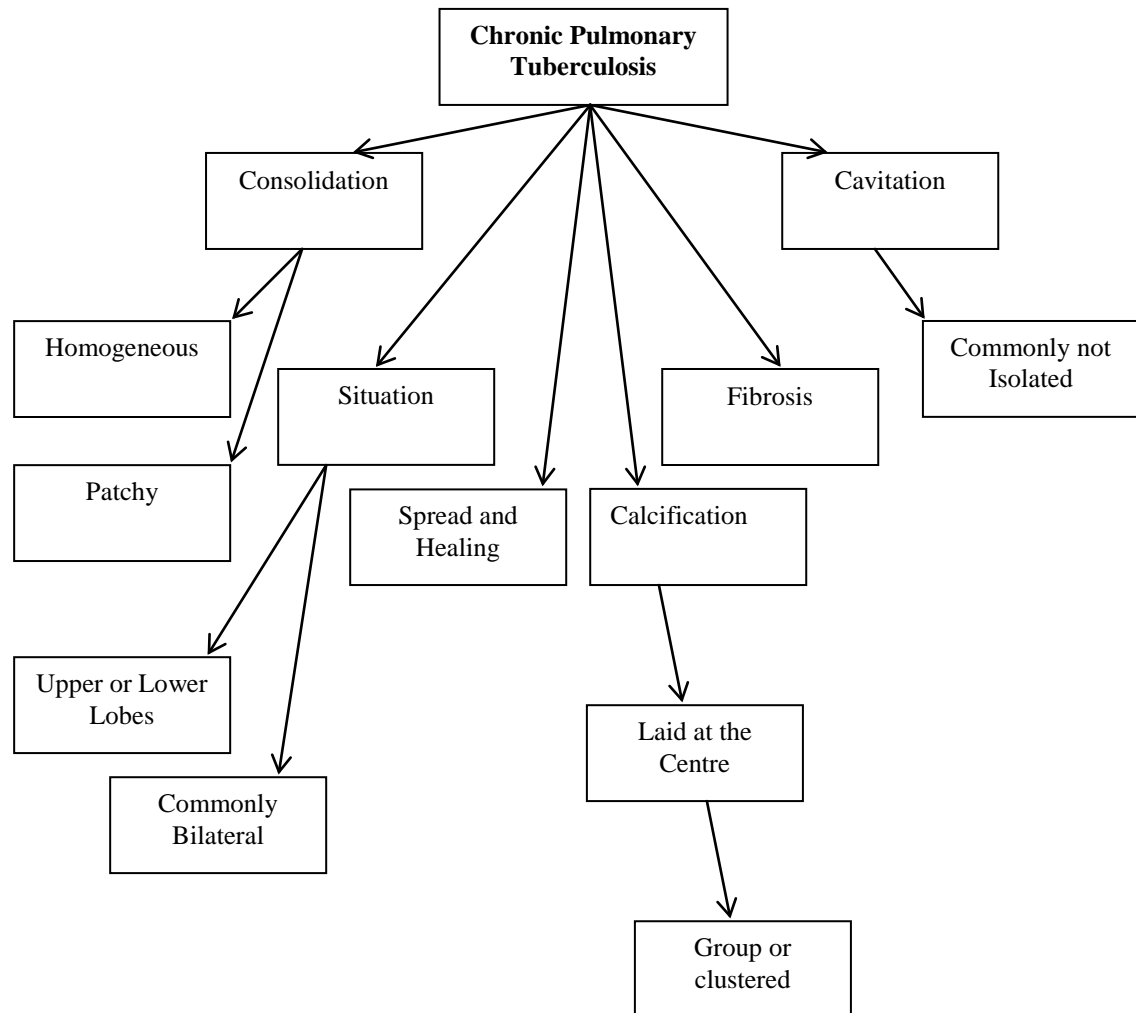 Chronic Pulmonary
Tuberculosis
Consolidation
Cavitation
Homogeneous
Commonly not
Isolated
Situation
Fibrosis
Patchy
Spread and
Healing
Calcification
Upper or Lower
Lobes
Laid at the
Centre
Commonly
Bilateral
Group or
clustered